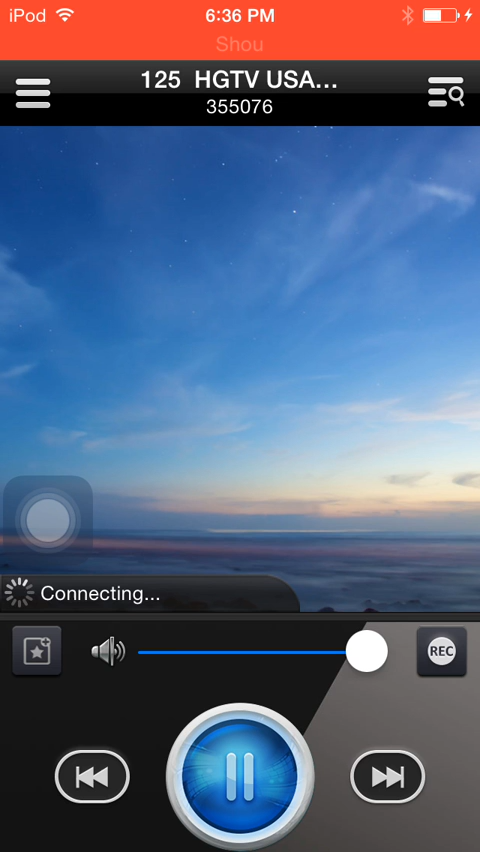 iPod 6:36 PM
Shou
125 HGTV USA...
355076
Connecting...
REC